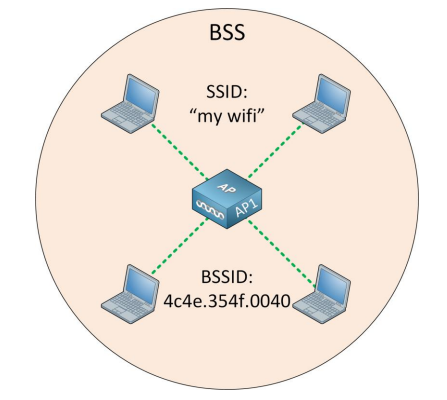 BSS
SSID:
“my wifi”
AP
AP1
BSSID:
4c4e.354f.0040